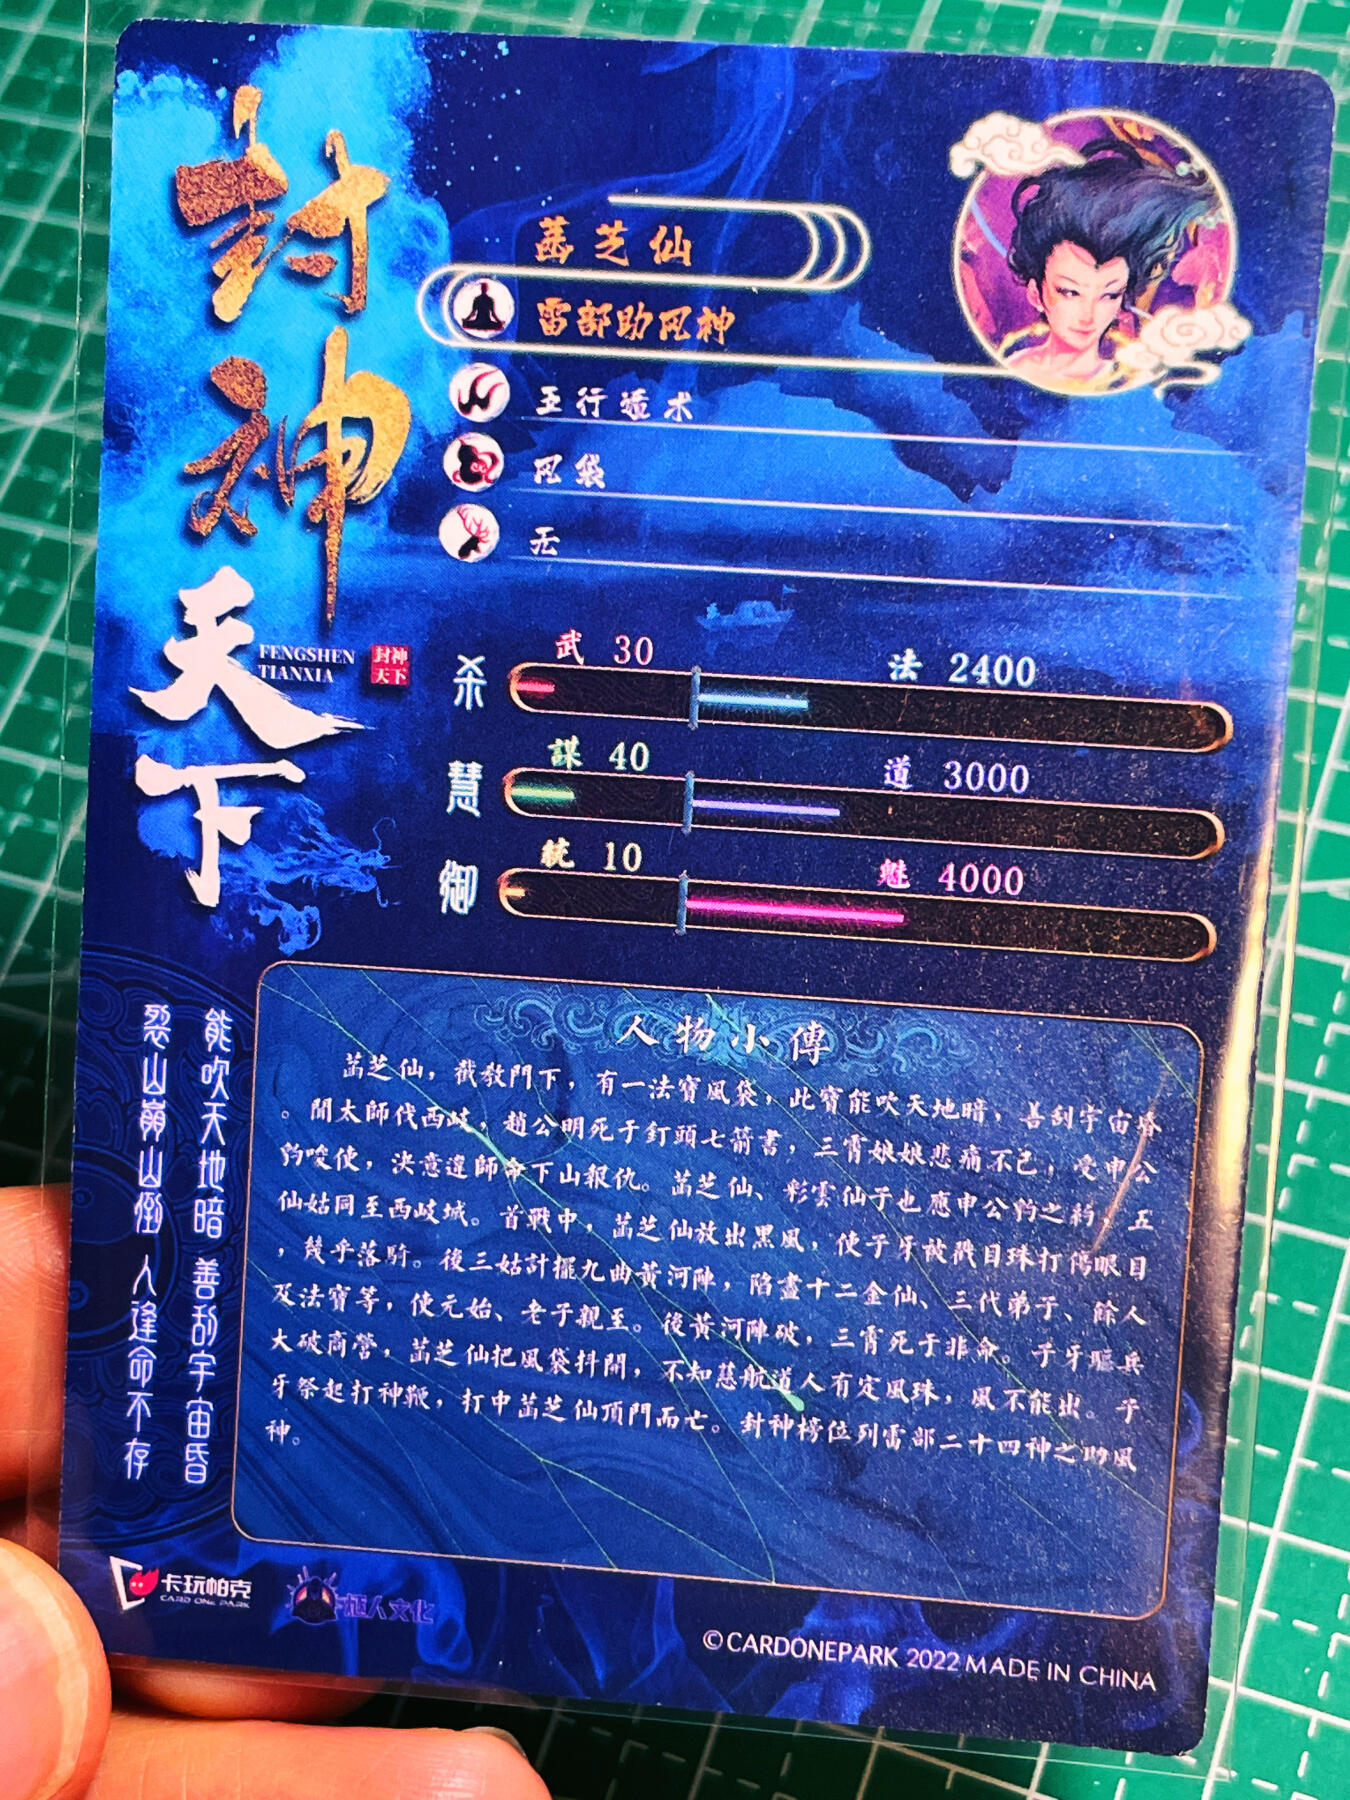 封神
天下
FENGSHEN
TIANXIA
封神
天下
菡芝仙
雷部助风神
五行道术
风袋
无
杀
武 30
法 2400
慧
謀 40
道 3000
御
統 10
魁 4000
能吹天地暗 善刮宇宙昏
裂山崩山倒 人逢命不存
人物小傳
菡芝仙，截教門下，有一法寶風袋，此寶能吹天地暗，善刮宇宙昏
。聞太師伐西岐，趙公明死于釘頭七箭書，三霄娘娘悲痛不已，受申公
豹唆使，決意違師命下山報仇。菡芝仙、彩雲仙子也應申公豹之約，五
仙姑同至西岐城。首戰中，菡芝仙放出黑風，使子牙被戮目珠打傷眼目
，幾乎落騎。後三姑計擺九曲黃河陣，陷盡十二金仙、三代弟子、餘人
及法寶等，使元始、老子親至。後黃河陣破，三霄死于非命。子牙驅兵
大破商營，菡芝仙把風袋抖開，不知慈航道人有定風珠，風不能出。子
牙祭起打神鞭，打中菡芝仙頂門而亡。封神榜位列雷部二十四神之助風
神。
卡玩帕克
CARD ONE PARK
人文化
©CARDONEPARK 2022 MADE IN CHINA